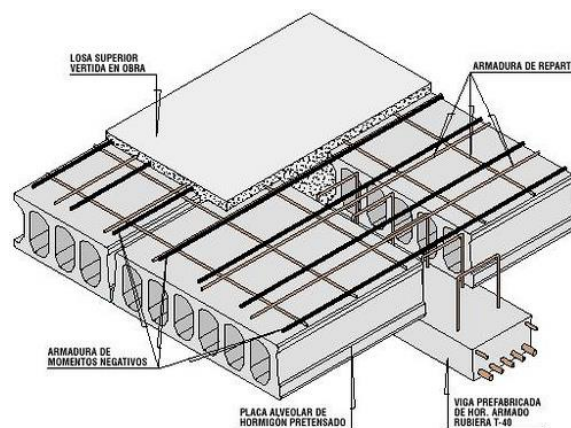 LOSA SUPERIOR
VERTIDA EN OBRA
ARMADURA DE REPART
ARMADURA DE
MOMENTOS NEGATIVOS
PLACA ALVEOLAR DE
HORMIGÓN PRETENSADO
VIGA PREFABRICADA
DE HOR. ARMADO
RUBIERA T-40